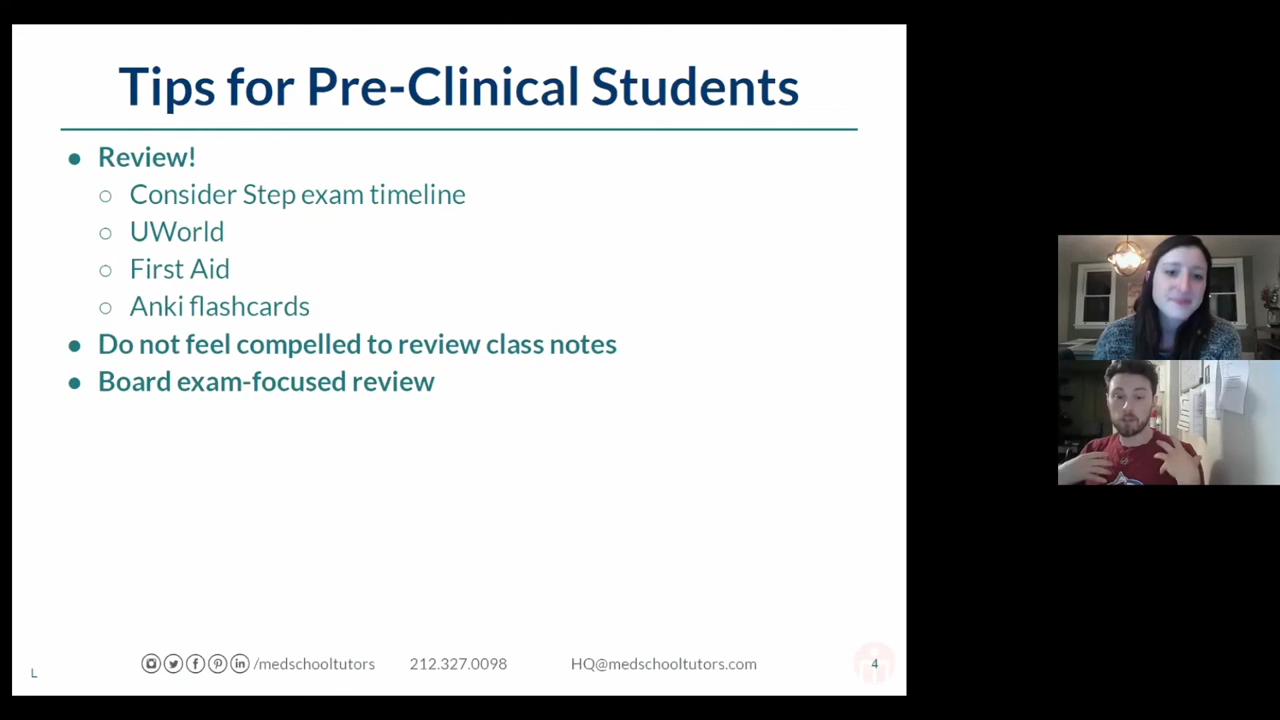 Tips for Pre-Clinical Students
● Review!
○ Consider Step exam timeline
○ UWorld
○ First Aid
○ Anki flashcards
● Do not feel compelled to review class notes
● Board exam-focused review
L
/medschooltutors 212.327.0098 HQ@medschooltutors.com 4